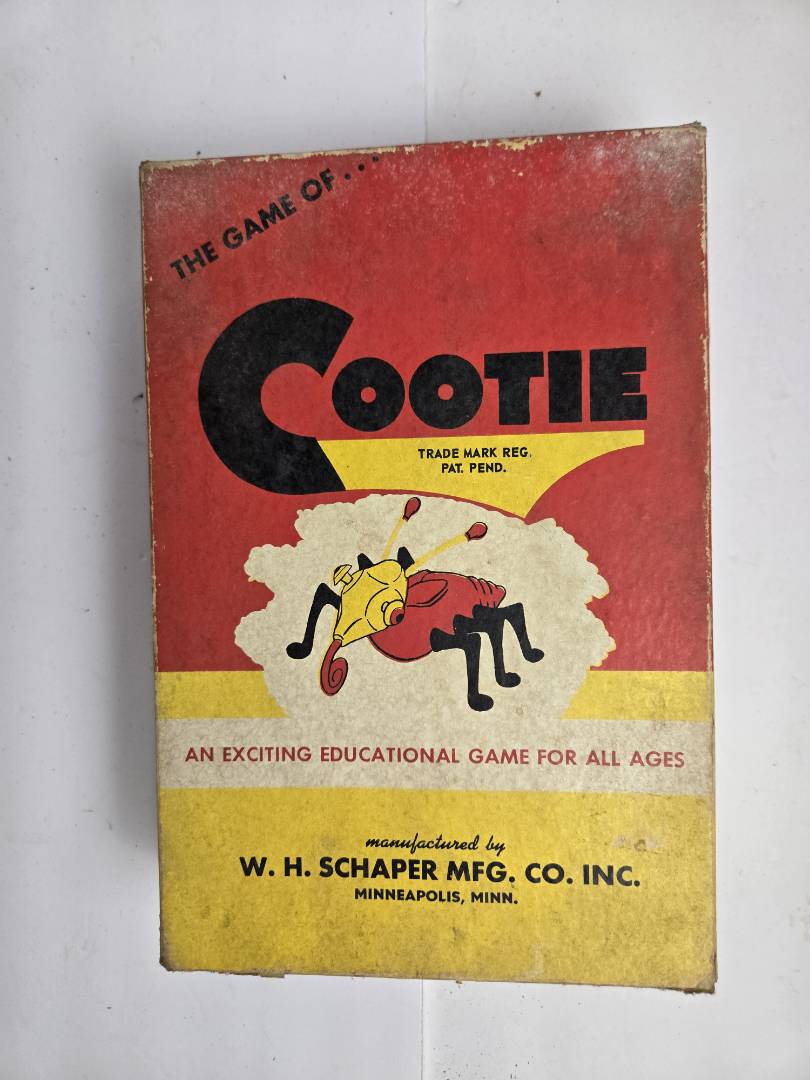 THE GAME OF...
COOTIE
TRADE MARK REG.
PAT. PEND.
AN EXCITING EDUCATIONAL GAME FOR ALL AGES
manufactured by
W. H. SCHAPER MFG. CO. INC.
MINNEAPOLIS, MINN.